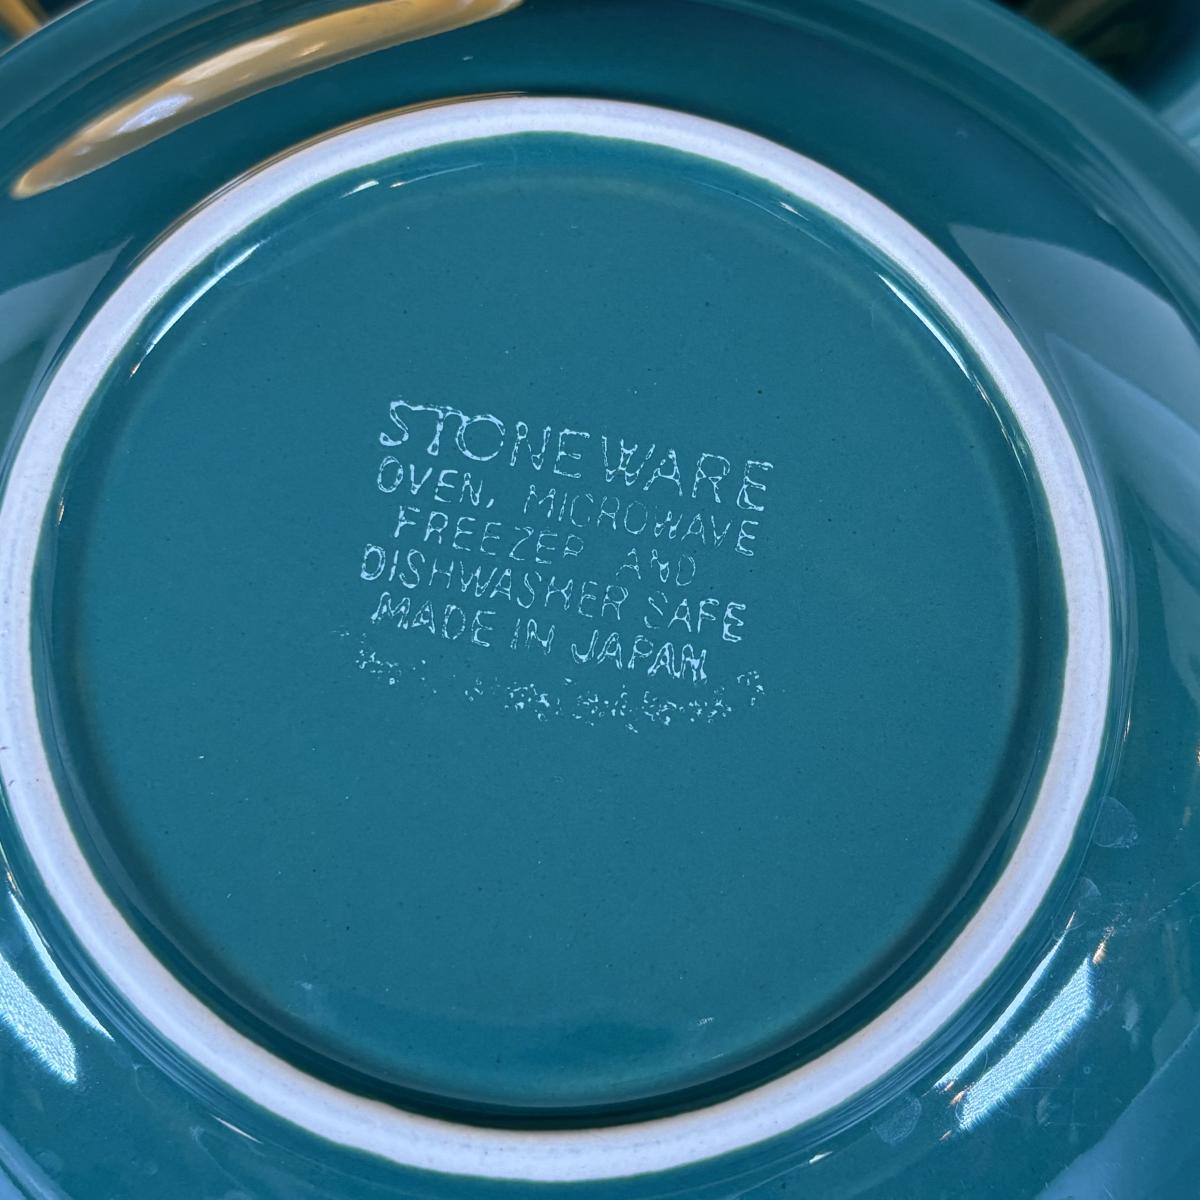 STONEWARE
OVEN, MICROWAVE
FREEZER AND
DISHWASHER SAFE
MADE IN JAPAN